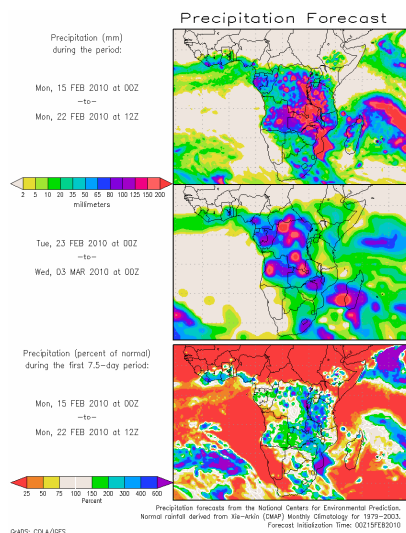 Precipitation Forecast
Precipitation (mm)
during the period:
Mon, 15 FEB 2010 at 00Z
-to-
Mon, 22 FEB 2010 at 12Z
2 5 10 20 35 50 65 80 100 125 150 200
millimeters
Tue, 23 FEB 2010 at 00Z
-to-
Wed, 03 MAR 2010 at 00Z
Precipitation (percent of normal)
during the first 7.5-day period:
Mon, 15 FEB 2010 at 00Z
-to-
Mon, 22 FEB 2010 at 12Z
25 50 75 100 150 200 300 400 600
Percent
Precipitation forecasts from the National Centers for Environmental Prediction.
Normal rainfall derived from Xie-Arkin (CMAP) Monthly Climatology for 1979-2003.
Forecast Initialization Time: 00Z15FEB2010
GrADS: COLA/IGES